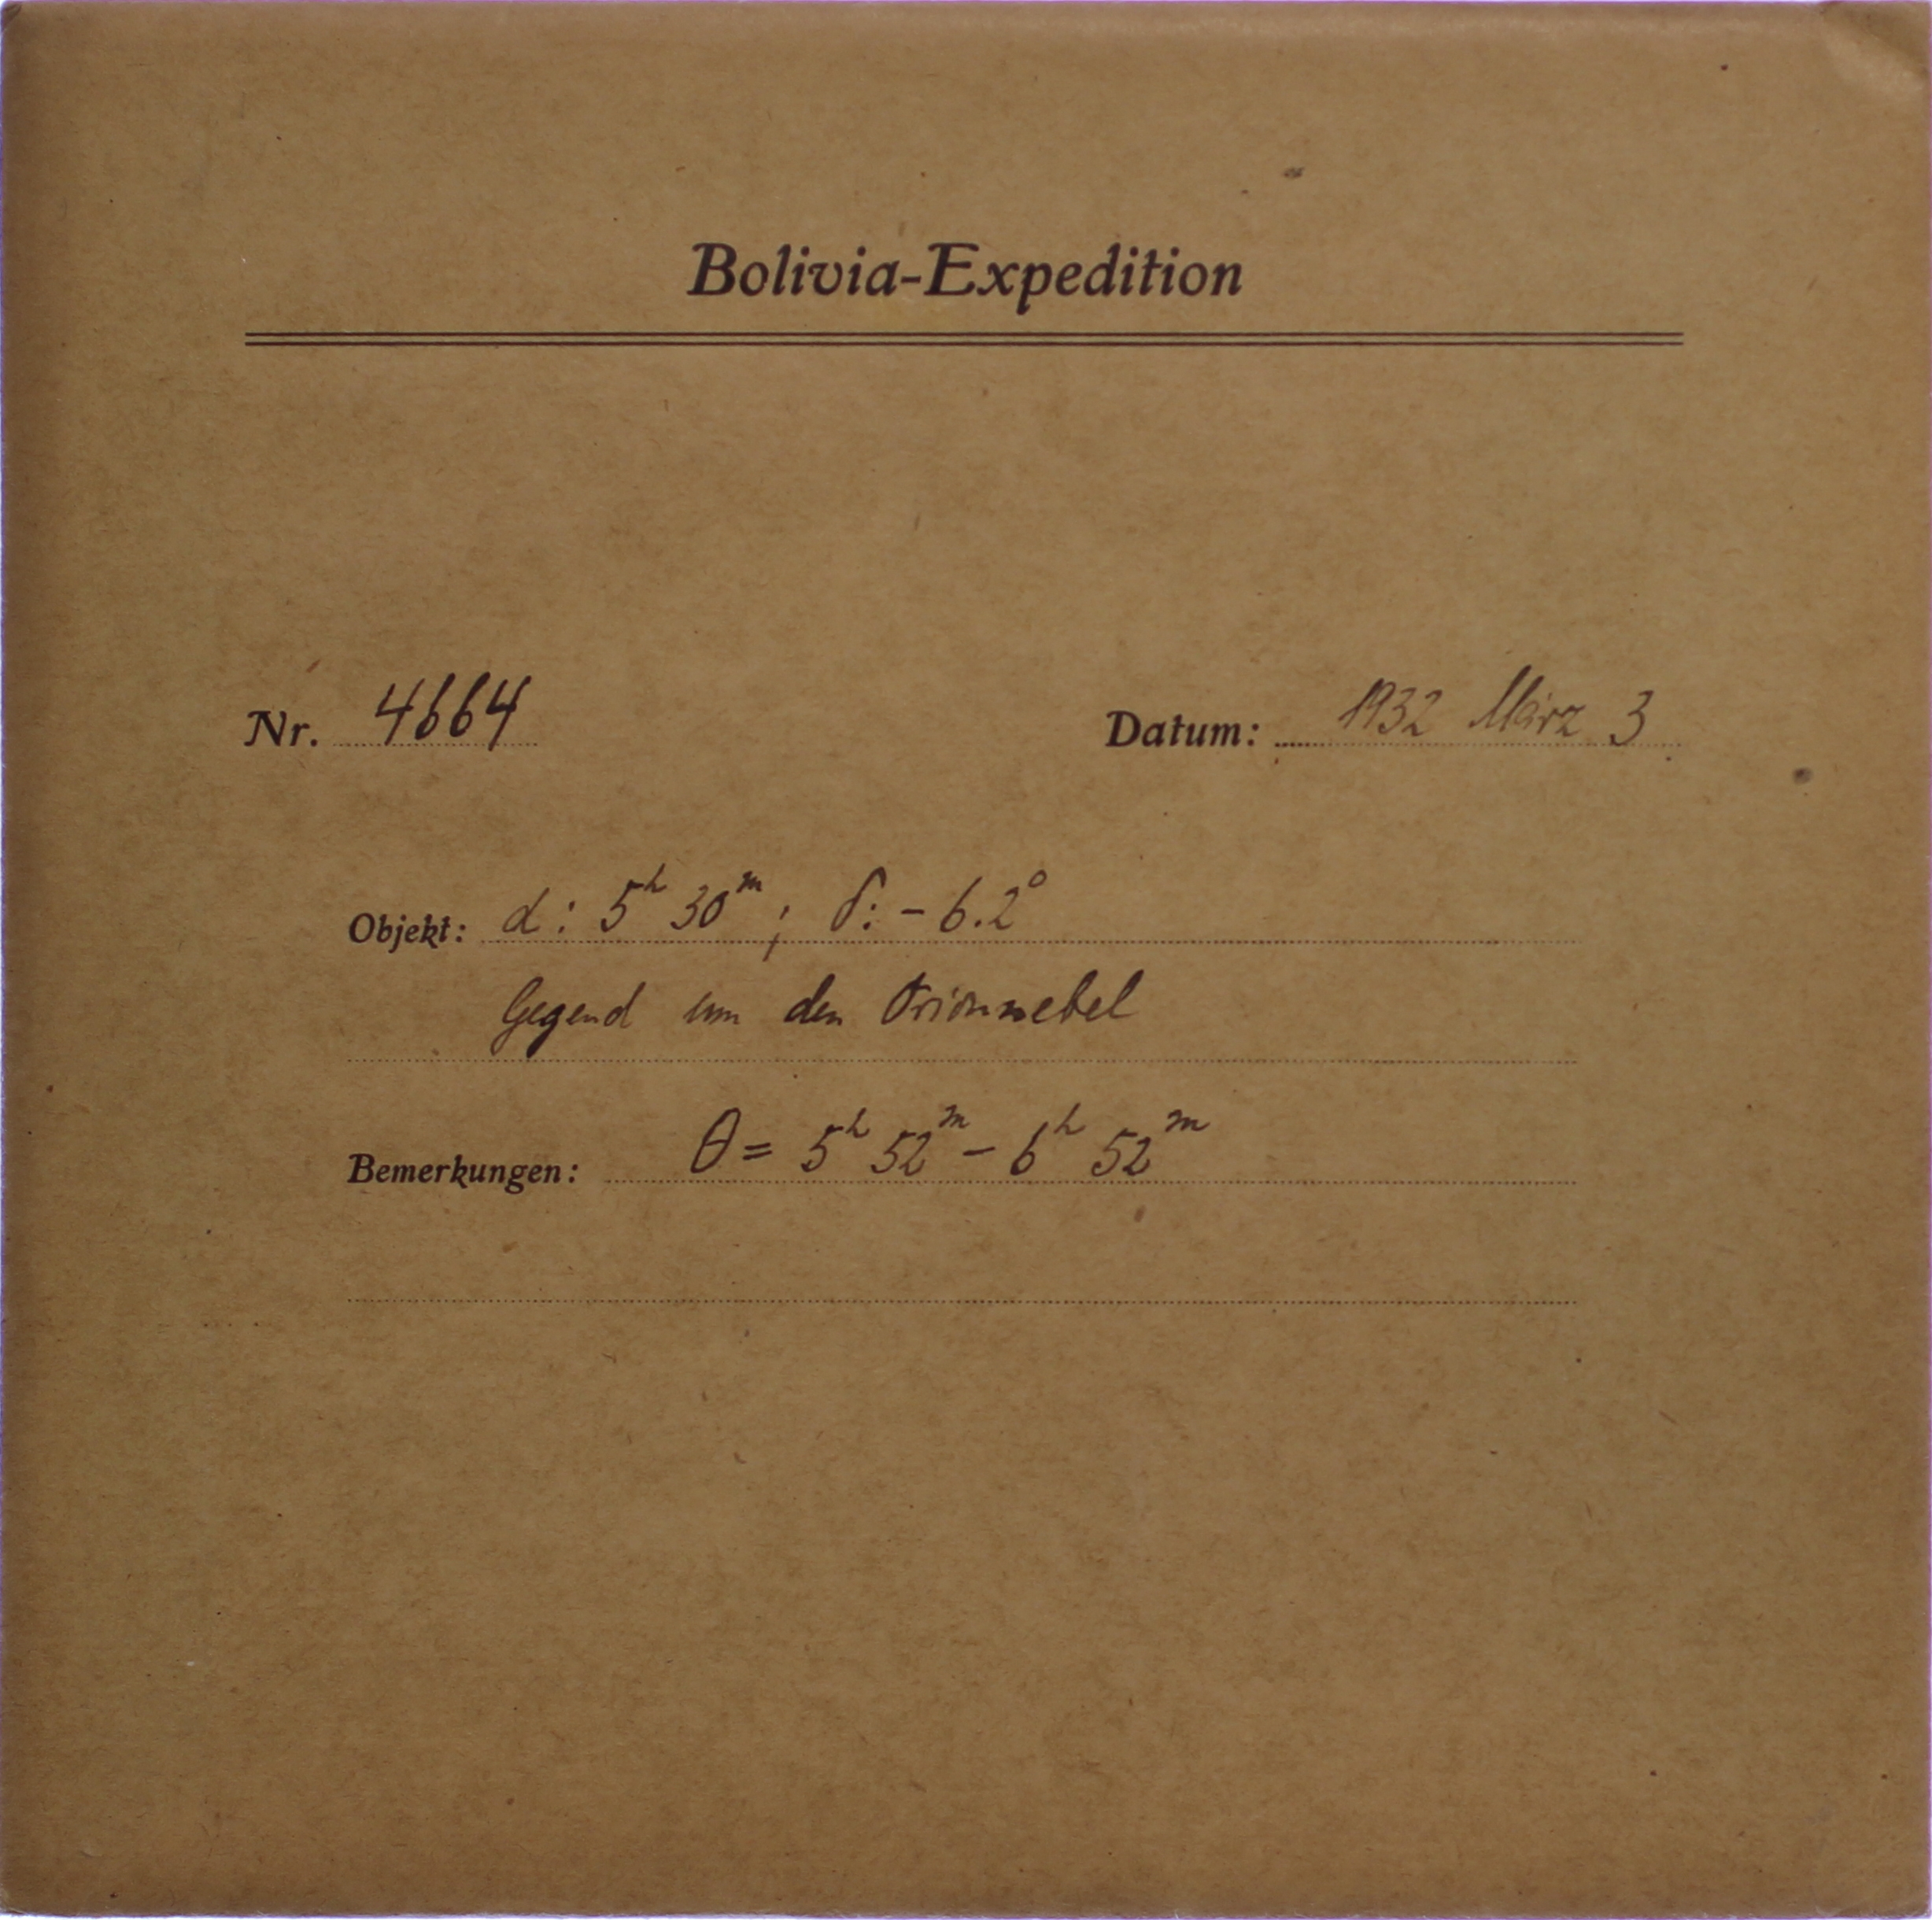 Bolivia-Expedition
Nr. 4664 Datum: 1932 März 3
Objekt: α: 5ʰ 30ᵐ; δ: - 6.2°
Gegend um den Orionnebel
Bemerkungen: θ = 5ʰ 52ᵐ - 6ʰ 52ᵐ